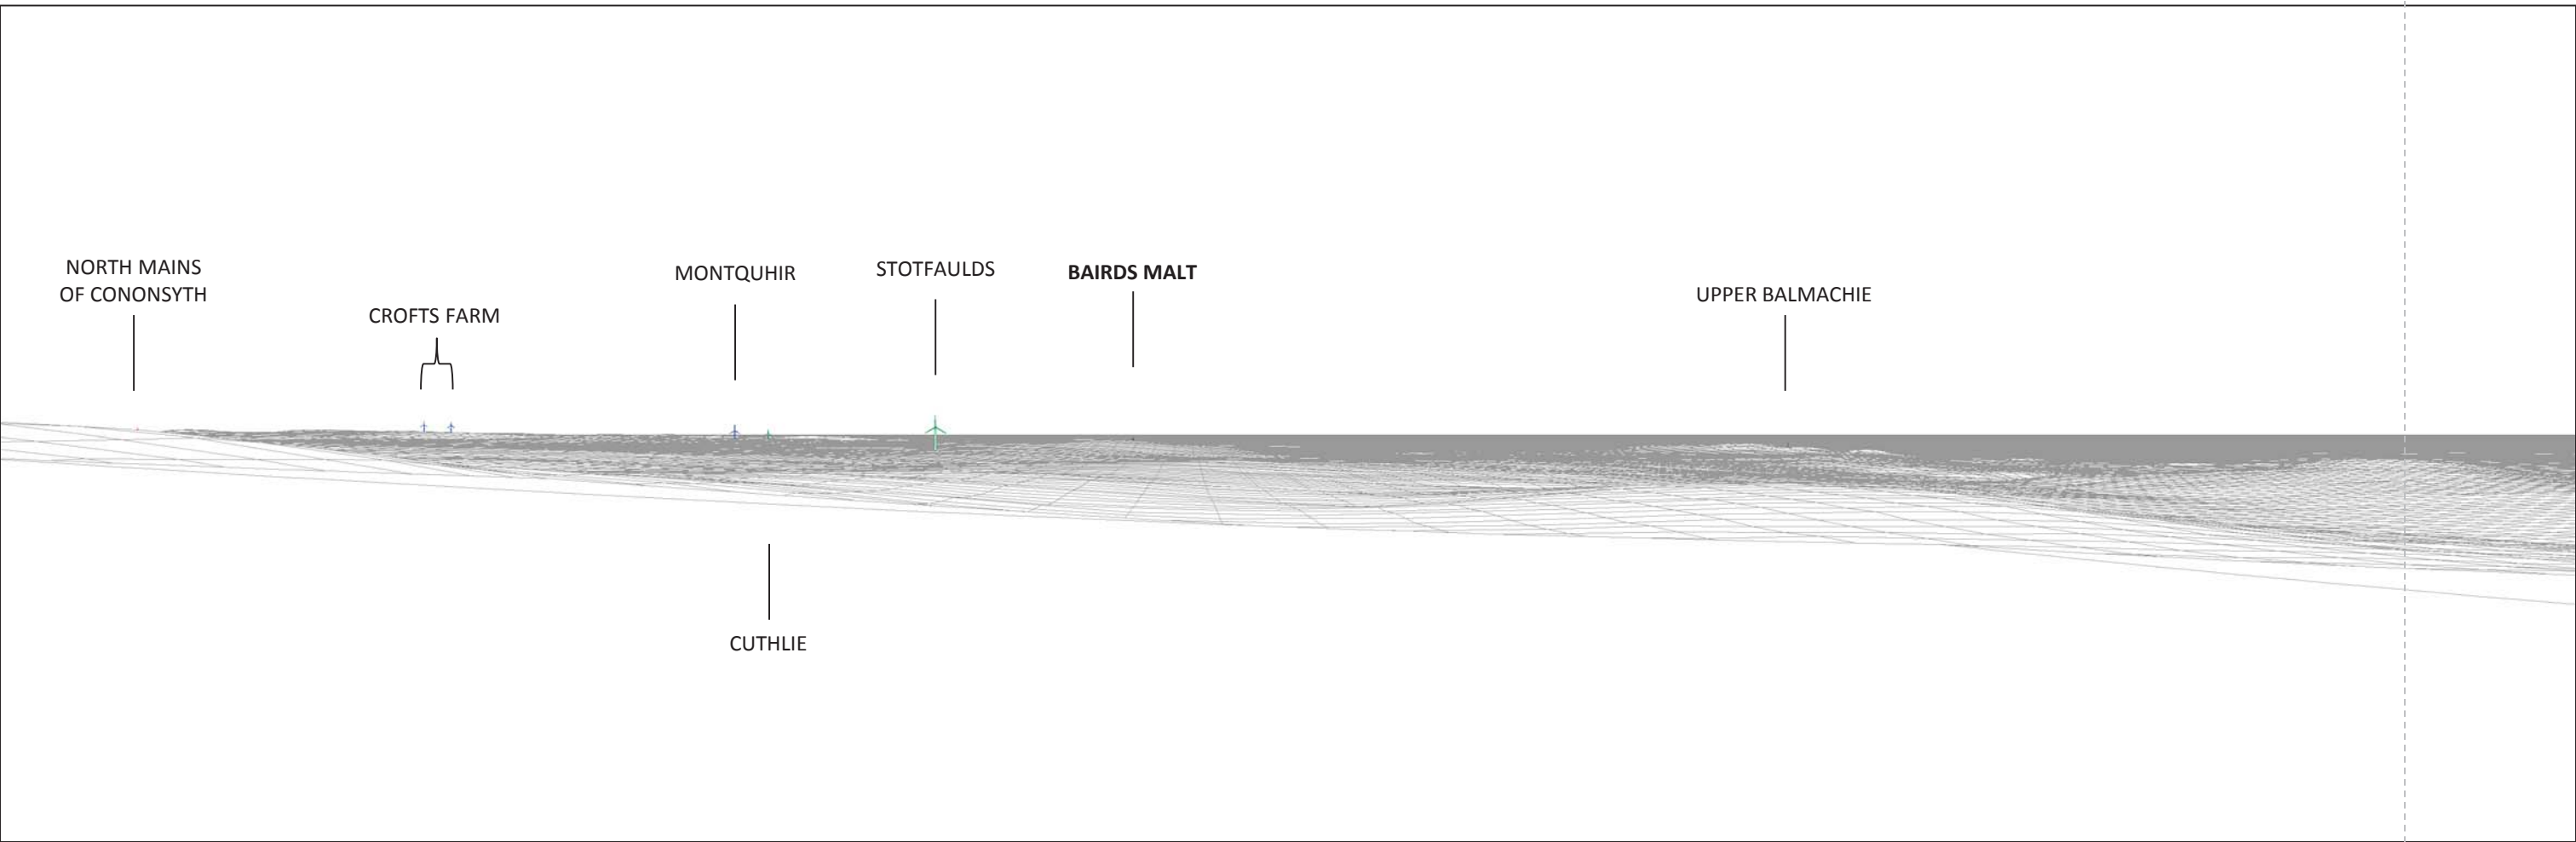 NORTH MAINS
OF CONONSYTH
CROFTS FARM
MONTQUHIR
STOTFAULDS
BAIRDS MALT
UPPER BALMACHIE
CUTHLIE